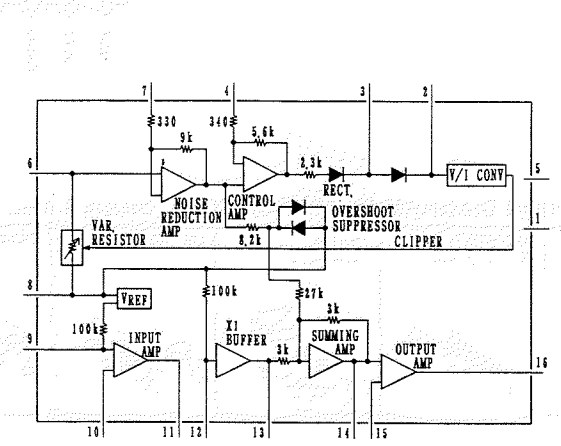 7
4
3
2
330
340
9k
5.6k
6
2.3k
V/I CONV
5
RECT.
NOISE
REDUCTION
AMP
CONTROL
AMP
OVERSHOOT
SUPPRESSOR
1
VAR.
RESISTOR
8.2k
CLIPPER
8
VREF
100k
27k
9
100k
INPUT
AMP
X1
BUFFER
3k
3k
SUMMING
AMP
OUTPUT
AMP
16
10
11
12
13
14
15